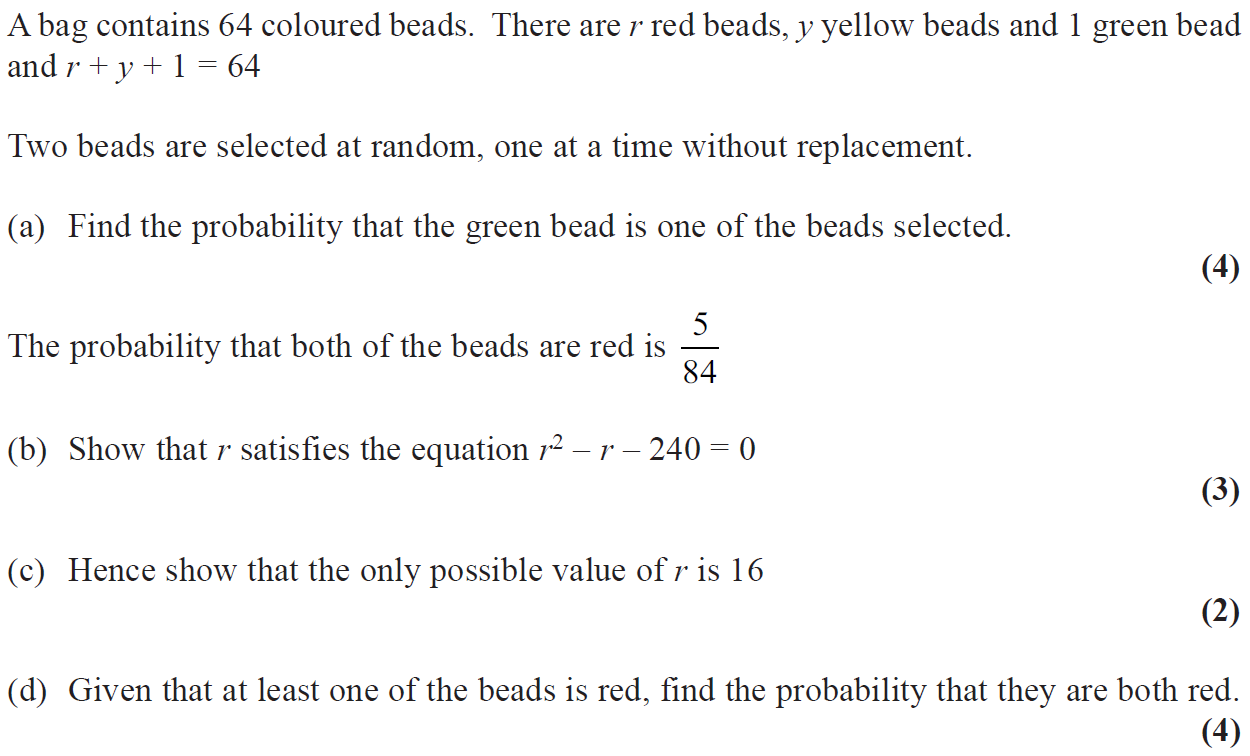 A bag contains 64 coloured beads. There are r red beads, y yellow beads and 1 green bead
and r + y + 1 = 64
Two beads are selected at random, one at a time without replacement.
(a) Find the probability that the green bead is one of the beads selected.
(4)
The probability that both of the beads are red is 5/84
(b) Show that r satisfies the equation r² – r – 240 = 0
(3)
(c) Hence show that the only possible value of r is 16
(2)
(d) Given that at least one of the beads is red, find the probability that they are both red.
(4)